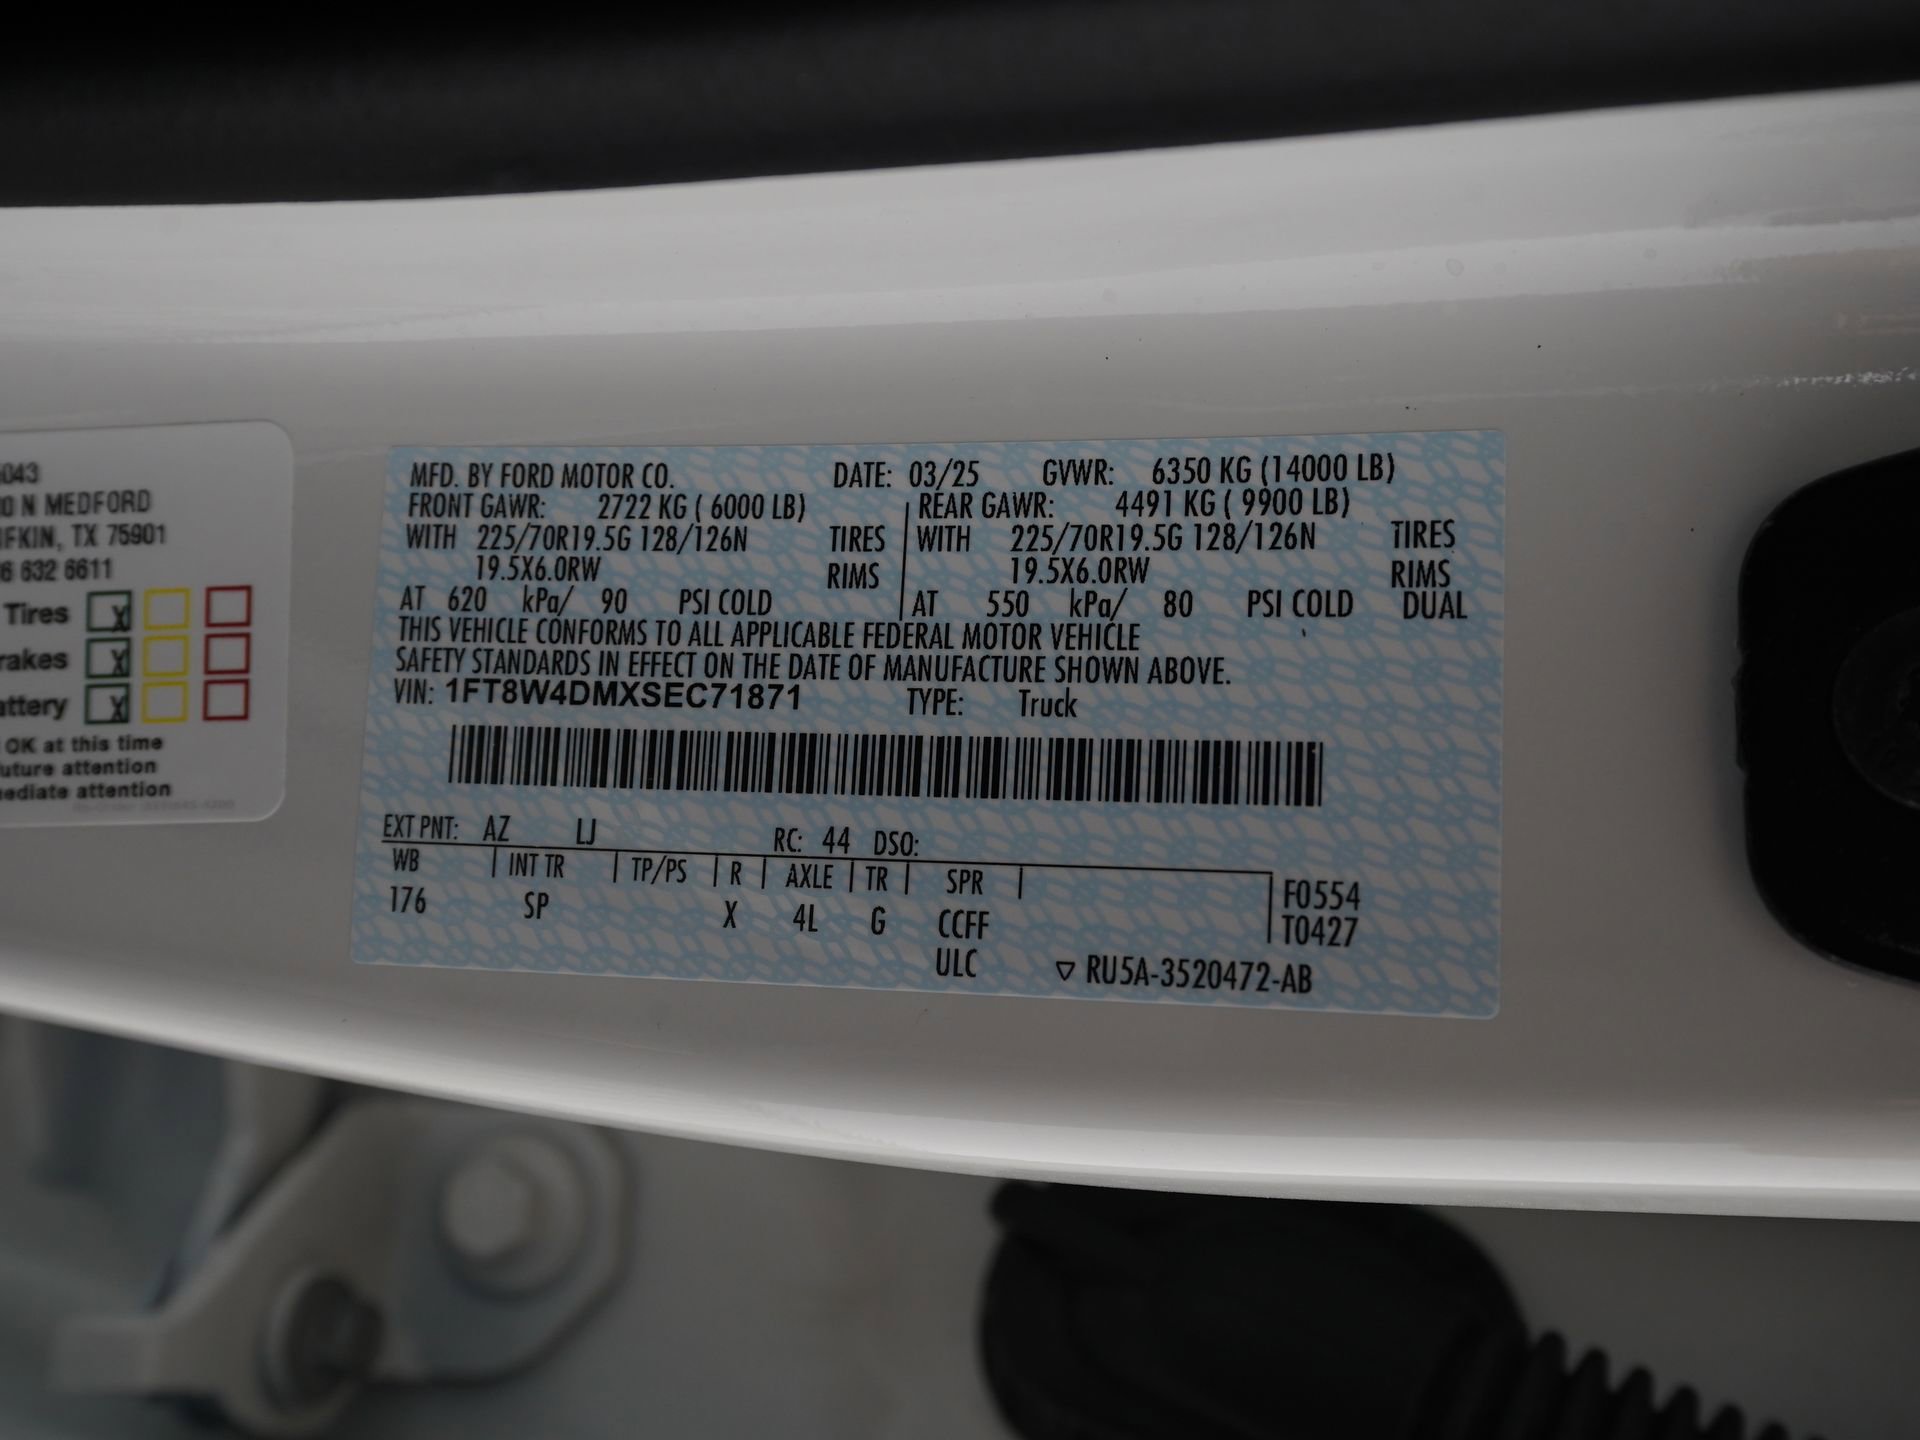 5043
N MEDFORD
FKIN, TX 75901
6 632 6611
Tires X
rakes X
attery X
OK at this time
uture attention
mediate attention
MFD. BY FORD MOTOR CO. DATE: 03/25 GVWR: 6350 KG (14000 LB)
FRONT GAWR: 2722 KG ( 6000 LB) REAR GAWR: 4491 KG ( 9900 LB)
WITH 225/70R19.5G 128/126N TIRES WITH 225/70R19.5G 128/126N TIRES
19.5X6.0RW RIMS 19.5X6.0RW RIMS
AT 620 kPa/ 90 PSI COLD AT 550 kPa/ 80 PSI COLD DUAL
THIS VEHICLE CONFORMS TO ALL APPLICABLE FEDERAL MOTOR VEHICLE
SAFETY STANDARDS IN EFFECT ON THE DATE OF MANUFACTURE SHOWN ABOVE.
VIN: 1FT8W4DMXSEC71871 TYPE: Truck
EXT PNT: AZ LJ RC: 44 DSO:
WB INT TR TP/PS R AXLE TR SPR F0554
176 SP X 4L G CCFF T0427
ULC ▽ RU5A-3520472-AB